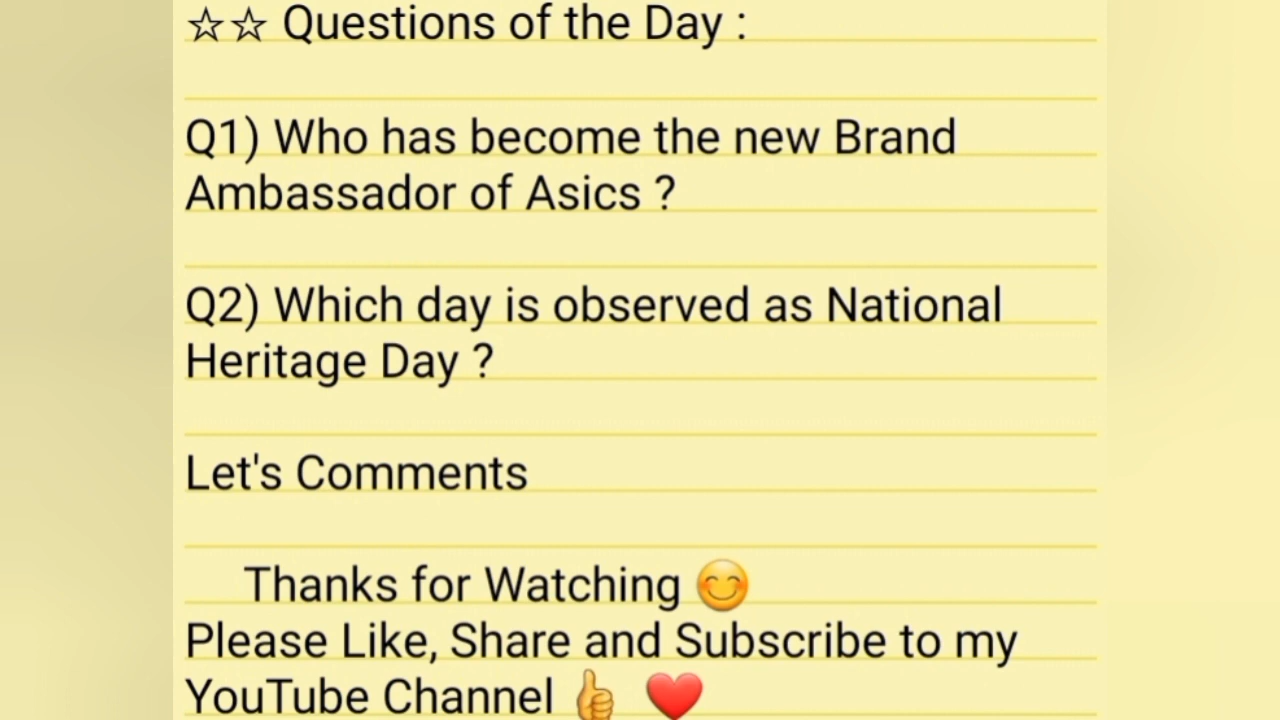 ☆☆ Questions of the Day :
Q1) Who has become the new Brand
Ambassador of Asics ?
Q2) Which day is observed as National
Heritage Day ?
Let's Comments
Thanks for Watching 😊
Please Like, Share and Subscribe to my
YouTube Channel 👍 ❤️